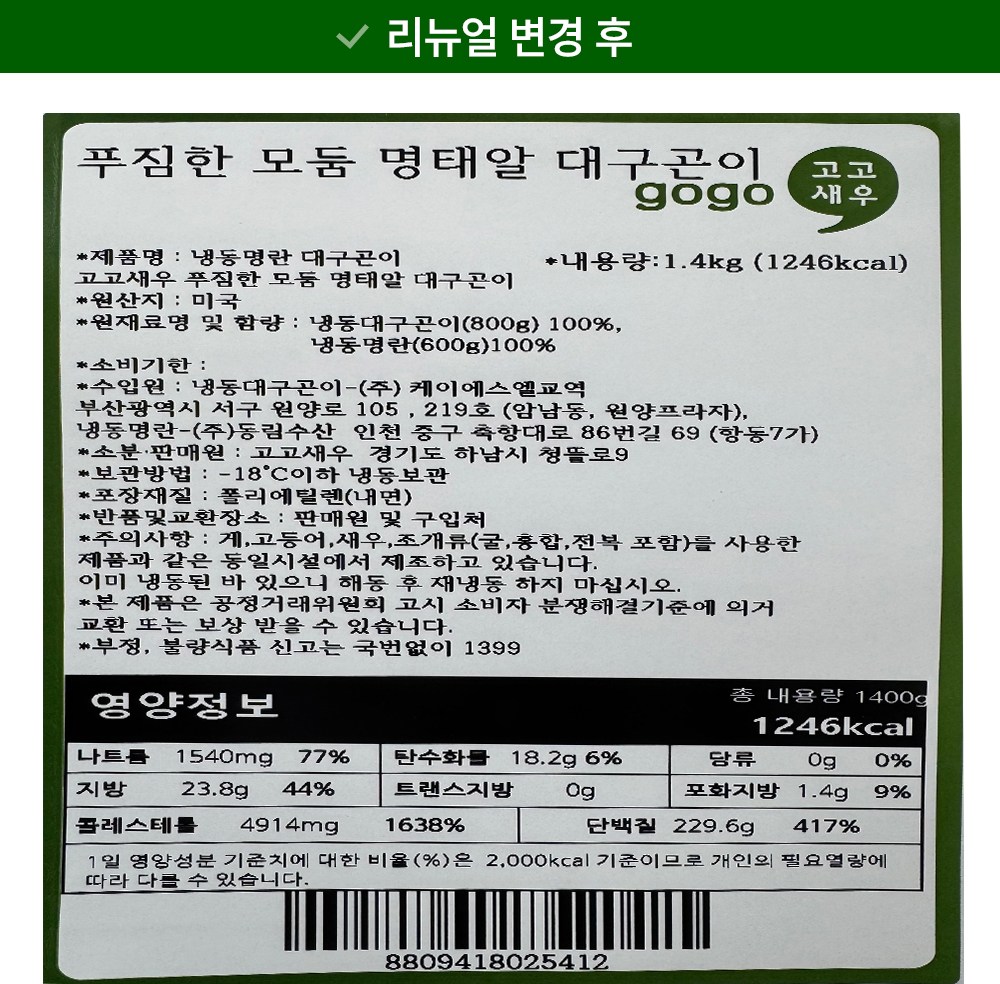 리뉴얼 변경 후
푸짐한 모둠 명태알 대구곤이
gogo
고고
새우
*제품명 : 냉동명란 대구곤이
*내용량:1.4kg (1246kcal)
고고새우 푸짐한 모둠 명태알 대구곤이
*원산지 : 미국
*원재료명 및 함량 : 냉동대구곤이(800g) 100%,
냉동명란(600g)100%
*소비기한 :
*수입원 : 냉동대구곤이-(주) 케이에스엘교역
부산광역시 서구 원양로 105 , 219호 (암남동, 원양프라자),
냉동명란-(주)동림수산 인천 중구 축항대로 86번길 69 (항동7가)
*소분·판매원 : 고고새우 경기도 하남시 청뜰로9
*보관방법 : -18°C이하 냉동보관
*포장재질 : 폴리에틸렌(내면)
*반품및교환장소 : 판매원 및 구입처
*주의사항 : 게,고등어,새우,조개류(굴,홍합,전복 포함)를 사용한
제품과 같은 동일시설에서 제조하고 있습니다.
이미 냉동된 바 있으니 해동 후 재냉동 하지 마십시오.
*본 제품은 공정거래위원회 고시 소비자 분쟁해결기준에 의거
교환 또는 보상 받을 수 있습니다.
*부정, 불량식품 신고는 국번없이 1399
영양정보
총 내용량 1400g
1246kcal
나트륨 1540mg 77% 탄수화물 18.2g 6% 당류 0g 0%
지방 23.8g 44% 트랜스지방 0g 포화지방 1.4g 9%
콜레스테롤 4914mg 1638% 단백질 229.6g 417%
1일 영양성분 기준치에 대한 비율(%)은 2,000kcal 기준이므로 개인의 필요열량에
따라 다를 수 있습니다.
8809418025412